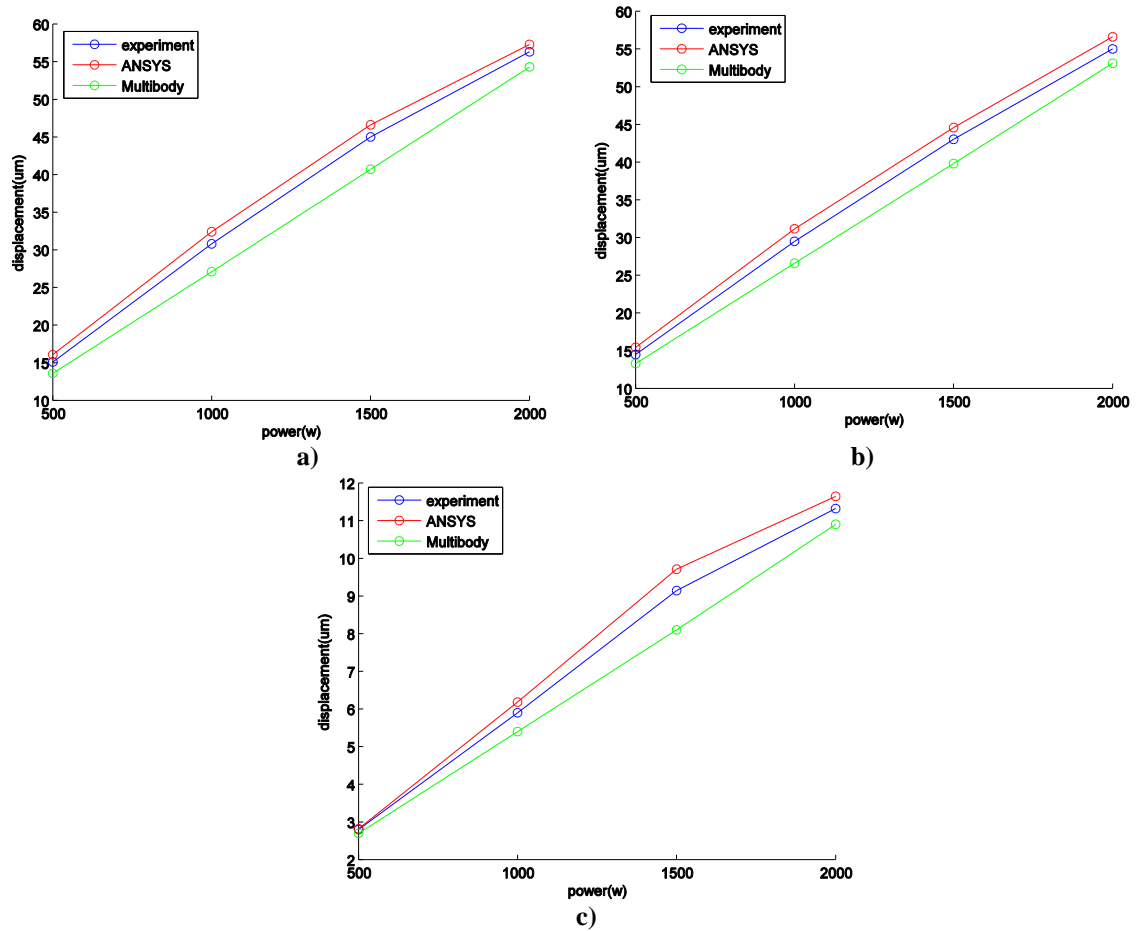 60
55
50
45
40
35
30
25
20
15
10
displacement(um)
experiment
ANSYS
Multibody
500
1000
1500
2000
power(w)
a)
60
55
50
45
40
35
30
25
20
15
10
displacement(um)
experiment
ANSYS
Multibody
500
1000
1500
2000
power(w)
b)
12
11
10
9
8
7
6
5
4
3
2
displacement(um)
experiment
ANSYS
Multibody
500
1000
1500
2000
power(w)
c)